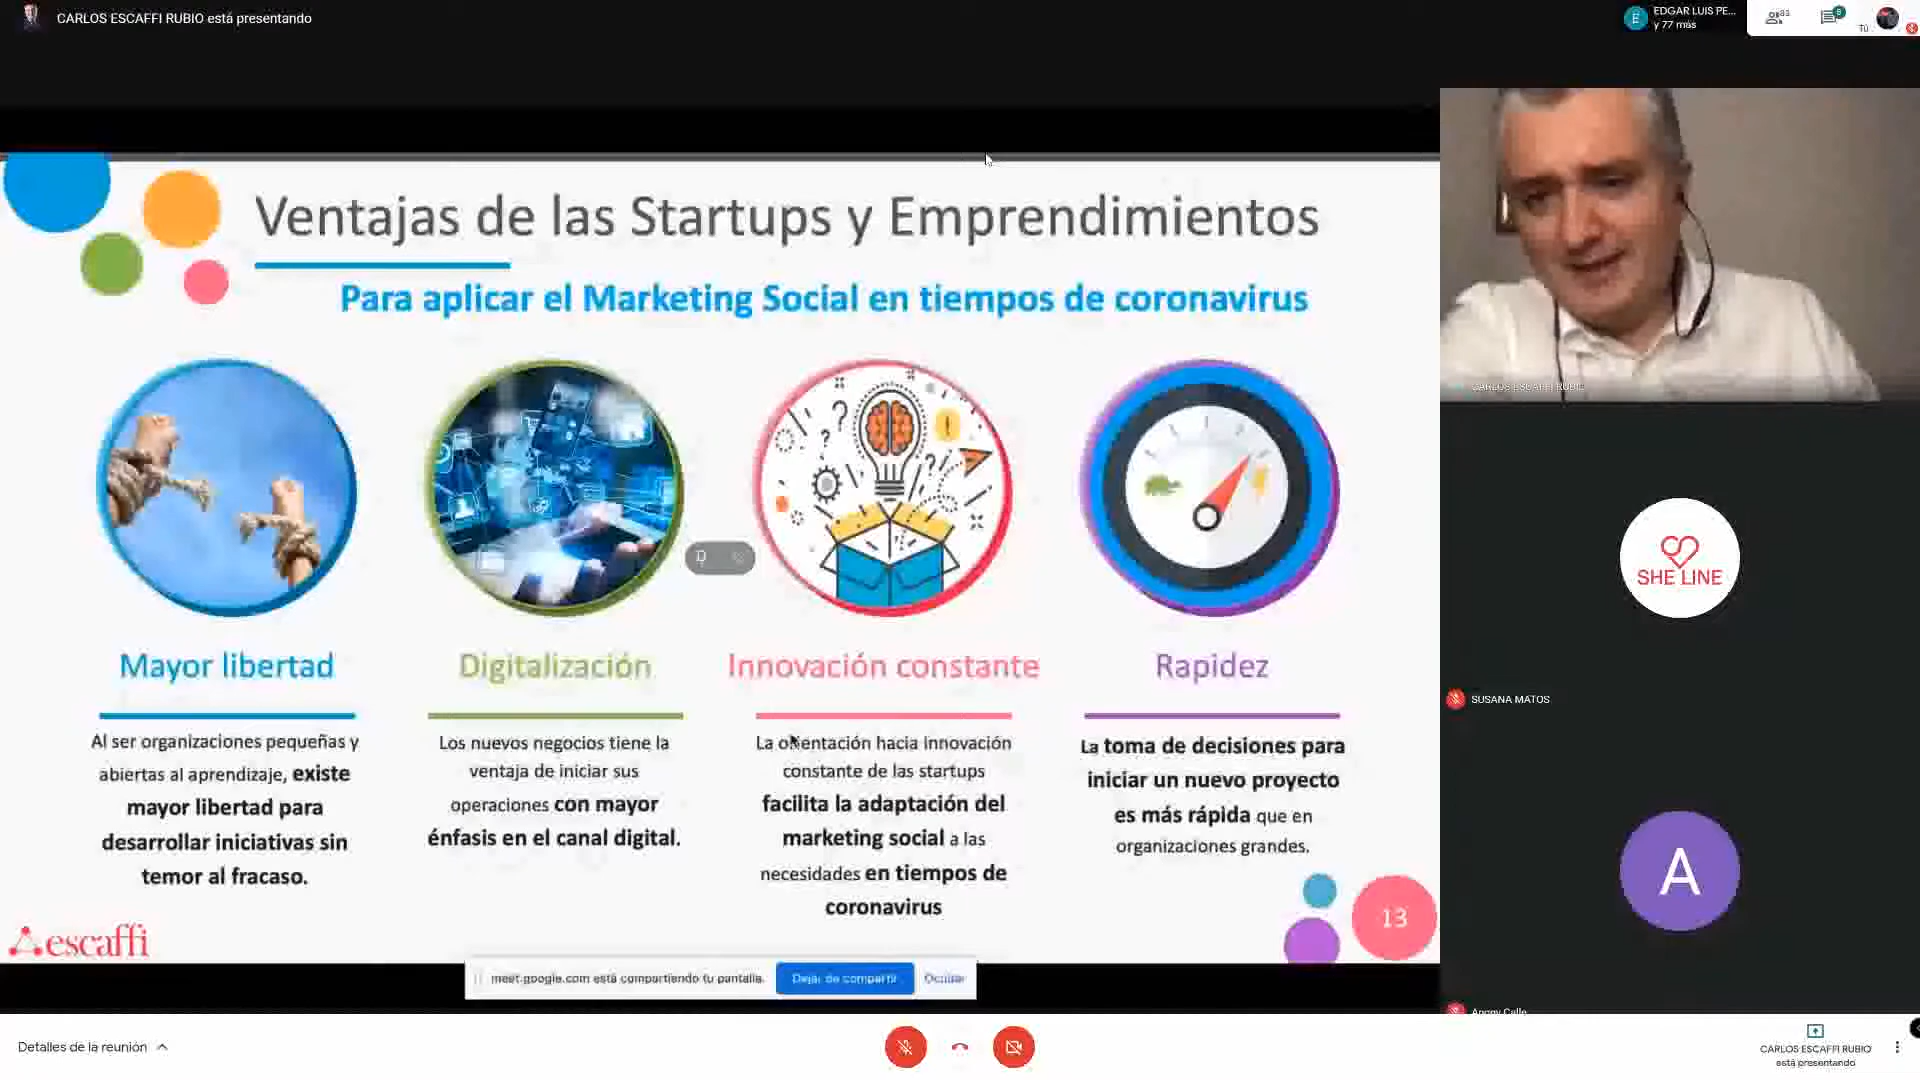 CARLOS ESCAFFI RUBIO está presentando
EDGAR LUIS PE...
y 77 más
83
6
Tú
Ventajas de las Startups y Emprendimientos
Para aplicar el Marketing Social en tiempos de coronavirus
CARLOS ESCAFFI RUBIO
SHE LINE
SUSANA MATOS
Mayor libertad
Digitalización
Innovación constante
Rapidez
Al ser organizaciones pequeñas y
abiertas al aprendizaje, existe
mayor libertad para
desarrollar iniciativas sin
temor al fracaso.
Los nuevos negocios tiene la
ventaja de iniciar sus
operaciones con mayor
énfasis en el canal digital.
La orientación hacia innovación
constante de las startups
facilita la adaptación del
marketing social a las
necesidades en tiempos de
coronavirus
La toma de decisiones para
iniciar un nuevo proyecto
es más rápida que en
organizaciones grandes.
A
escaffi
13
meet.google.com está compartiendo tu pantalla.
Dejar de compartir
Ocultar
Detalles de la reunión
CARLOS ESCAFFI RUBIO
está presentando